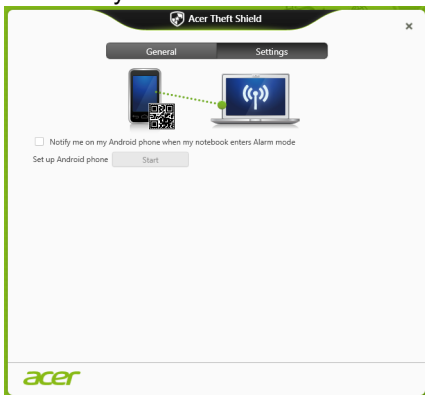 Acer Theft Shield
General Settings
Notify me on my Android phone when my notebook enters Alarm mode
Set up Android phone Start
acer